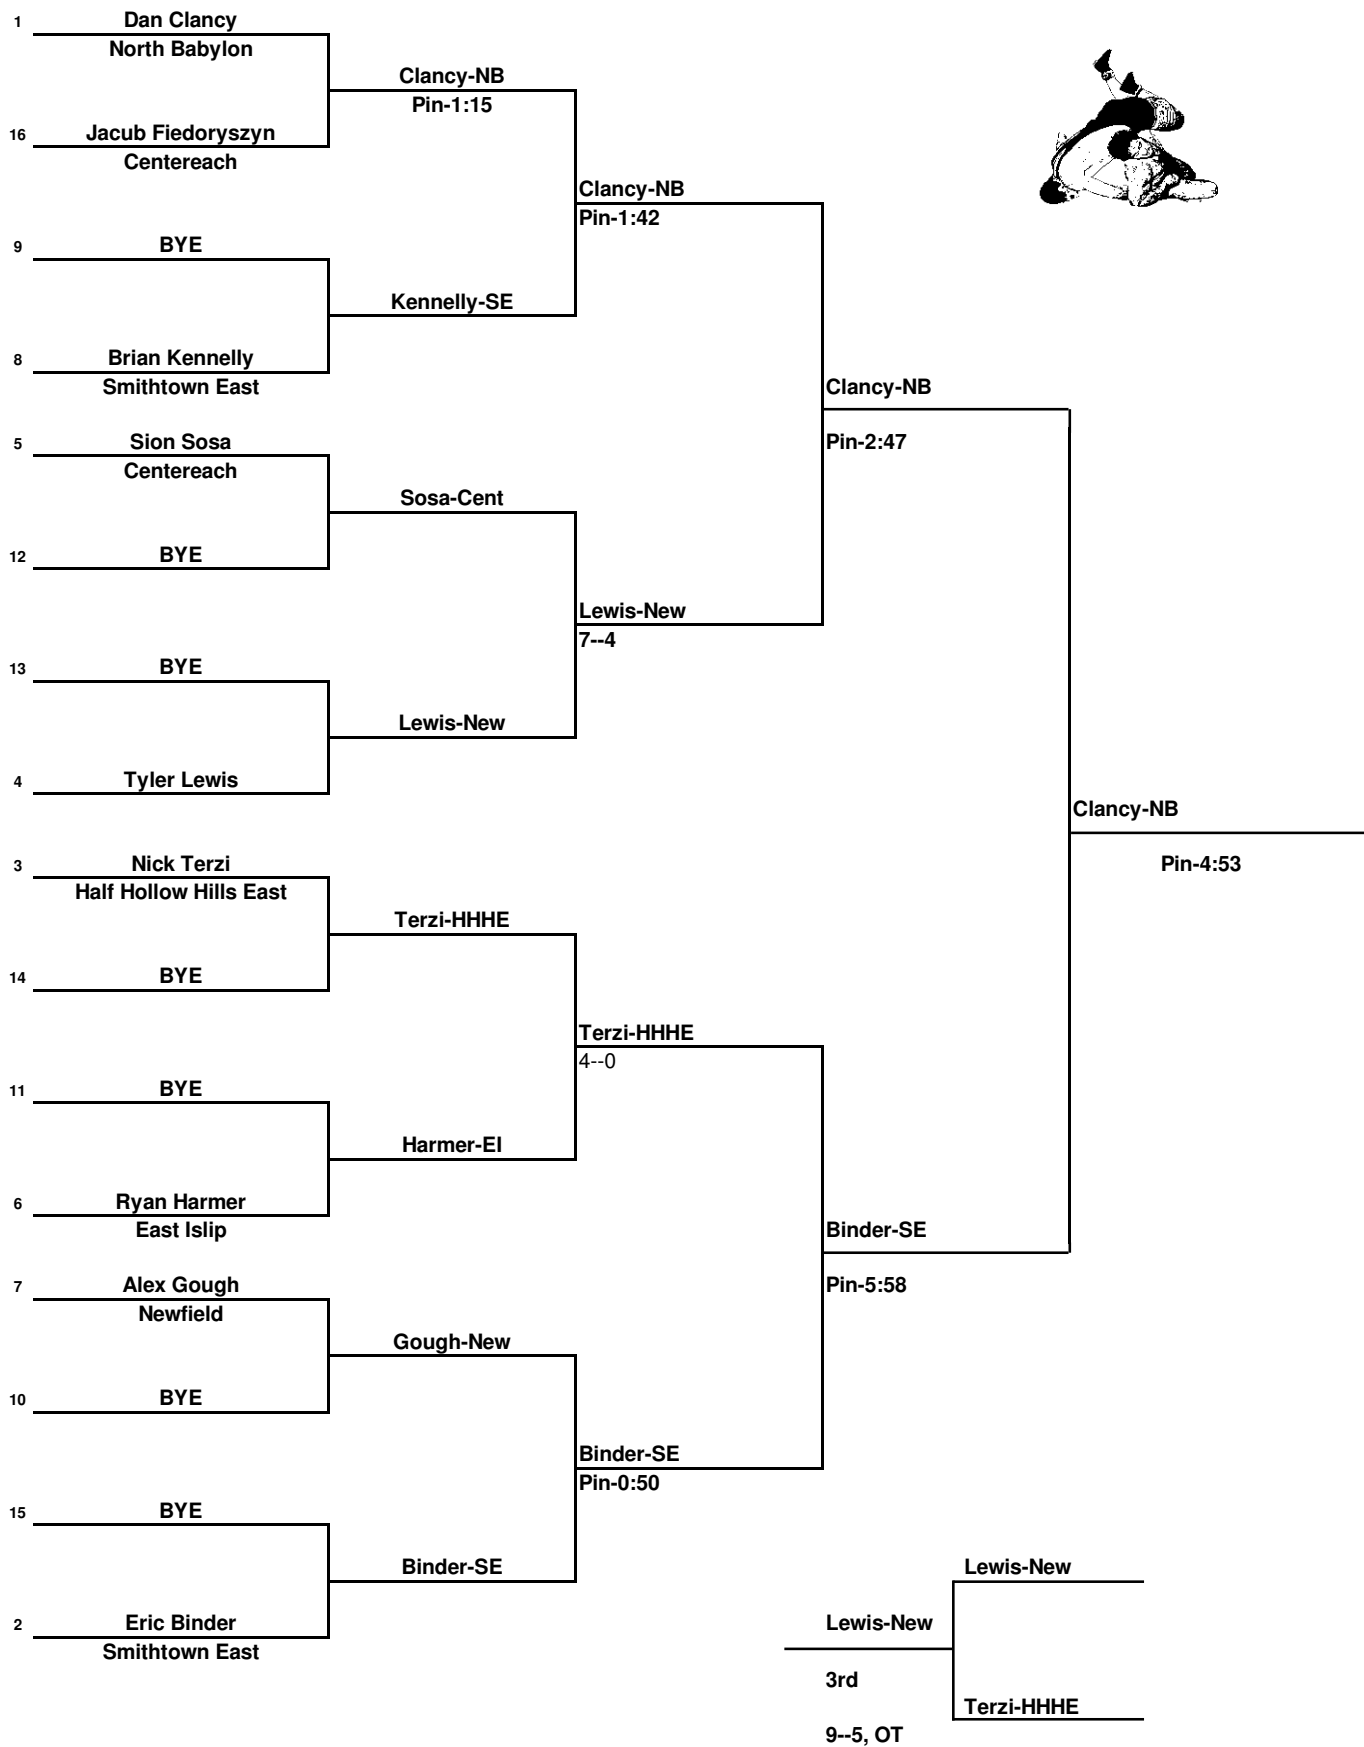 1 Dan Clancy
North Babylon
Clancy-NB
Pin-1:15
16 Jacub Fiedoryszyn
Centereach
Clancy-NB
Pin-1:42
9 BYE
Kennelly-SE
8 Brian Kennelly
Smithtown East
Clancy-NB
Pin-2:47
5 Sion Sosa
Centereach
Sosa-Cent
12 BYE
Lewis-New
7--4
13 BYE
Lewis-New
4 Tyler Lewis
Clancy-NB
Pin-4:53
3 Nick Terzi
Half Hollow Hills East
Terzi-HHHE
14 BYE
Terzi-HHHE
4--0
11 BYE
Harmer-EI
6 Ryan Harmer
East Islip
Binder-SE
Pin-5:58
7 Alex Gough
Newfield
Gough-New
10 BYE
Binder-SE
Pin-0:50
15 BYE
Binder-SE
2 Eric Binder
Smithtown East
Lewis-New
Lewis-New
3rd
Terzi-HHHE
9--5, OT